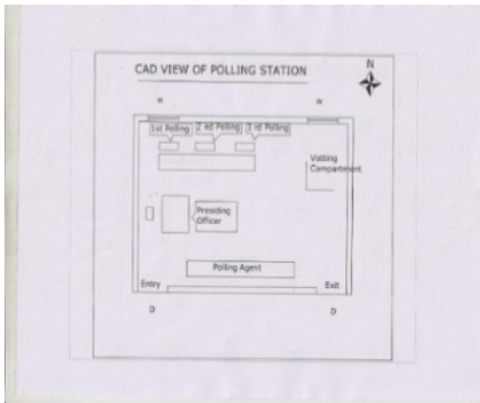 CAD VIEW OF POLLING STATION
N
W
W
1st Polling
2 nd Polling
3 rd Polling
Votting
Compartment
Presiding
Officer
Polling Agent
Entry
Exit
D
D